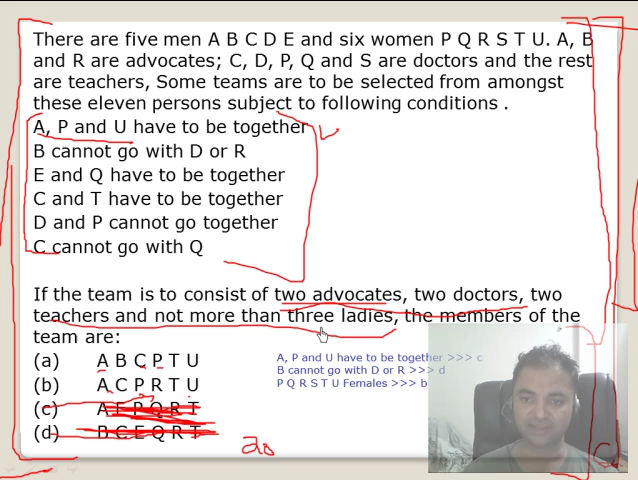 There are five men A B C D E and six women P Q R S T U. A, B
and R are advocates; C, D, P, Q and S are doctors and the rest
are teachers, Some teams are to be selected from amongst
these eleven persons subject to following conditions .
A, P and U have to be together
B cannot go with D or R
E and Q have to be together
C and T have to be together
D and P cannot go together
C cannot go with Q
If the team is to consist of two advocates, two doctors, two
teachers and not more than three ladies, the members of the
team are:
(a) A B C P T U
(b) A C P R T U
(c) A E P Q R T
(d) B C E Q R T
A, P and U have to be together >>> c
B cannot go with D or R >>> d
P Q R S T U Females >>> b